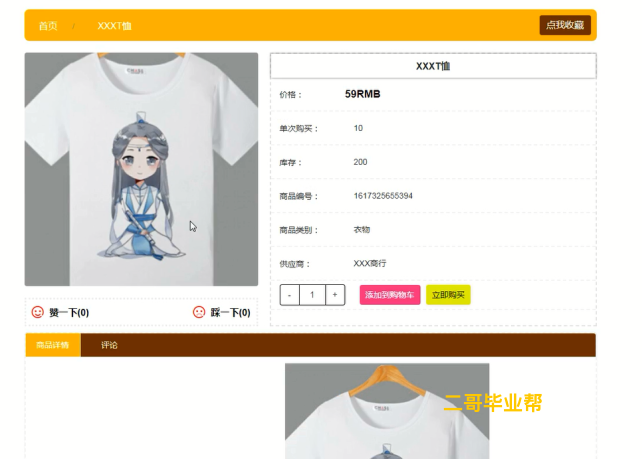 首页 / XXXT恤
点我收藏
XXXT恤
价格： 59RMB
单次购买： 10
库存： 200
商品编号： 1617325655394
商品类别： 衣物
供应商： XXX商行
- 1 +
添加到购物车 立即购买
赞一下(0) 踩一下(0)
商品详情 评论
二哥毕业帮